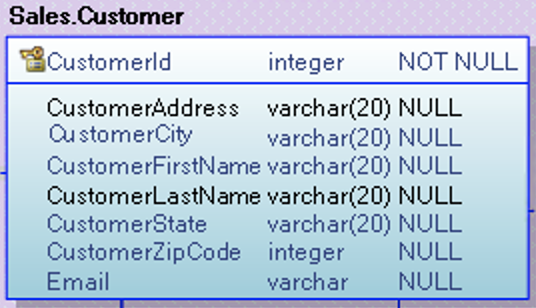 Sales.Customer
CustomerId integer NOT NULL
CustomerAddress varchar(20) NULL
CustomerCity varchar(20) NULL
CustomerFirstName varchar(20) NULL
CustomerLastName varchar(20) NULL
CustomerState varchar(20) NULL
CustomerZipCode integer NULL
Email varchar NULL